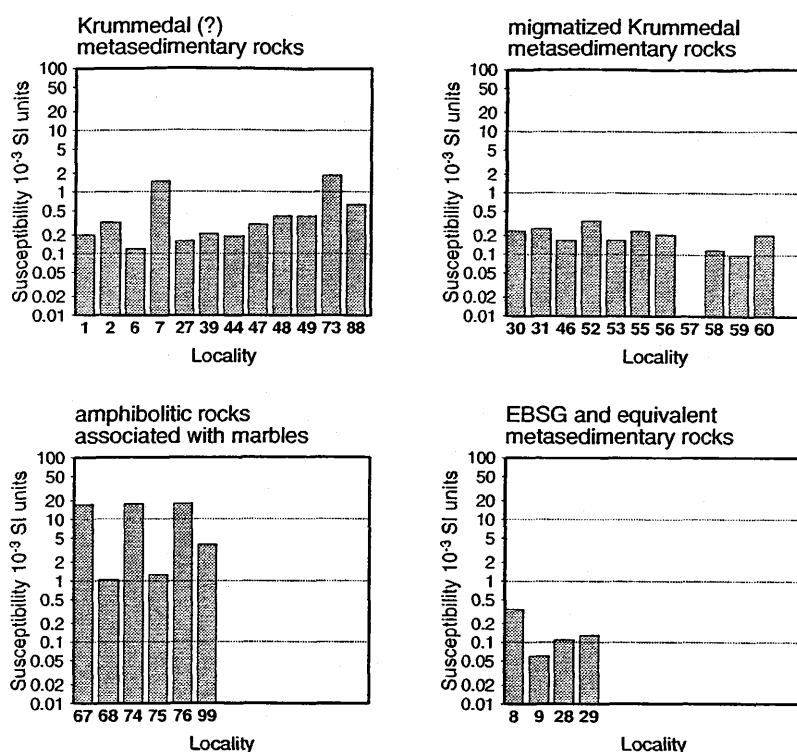 Krummedal (?)
metasedimentary rocks
Susceptibility 10-3 SI units
100
50
20
10
5
2
1
0.5
0.2
0.1
0.05
0.02
0.01
1 2 6 7 27 39 44 47 48 49 73 88
Locality
migmatized Krummedal
metasedimentary rocks
Susceptibility 10-3 SI units
100
50
20
10
5
2
1
0.5
0.2
0.1
0.05
0.02
0.01
30 31 46 52 53 55 56 57 58 59 60
Locality
amphibolitic rocks
associated with marbles
Susceptibility 10-3 SI units
100
50
20
10
5
2
1
0.5
0.2
0.1
0.05
0.02
0.01
67 68 74 75 76 99
Locality
EBSG and equivalent
metasedimentary rocks
Susceptibility 10-3 SI units
100
50
20
10
5
2
1
0.5
0.2
0.1
0.05
0.02
0.01
8 9 28 29
Locality